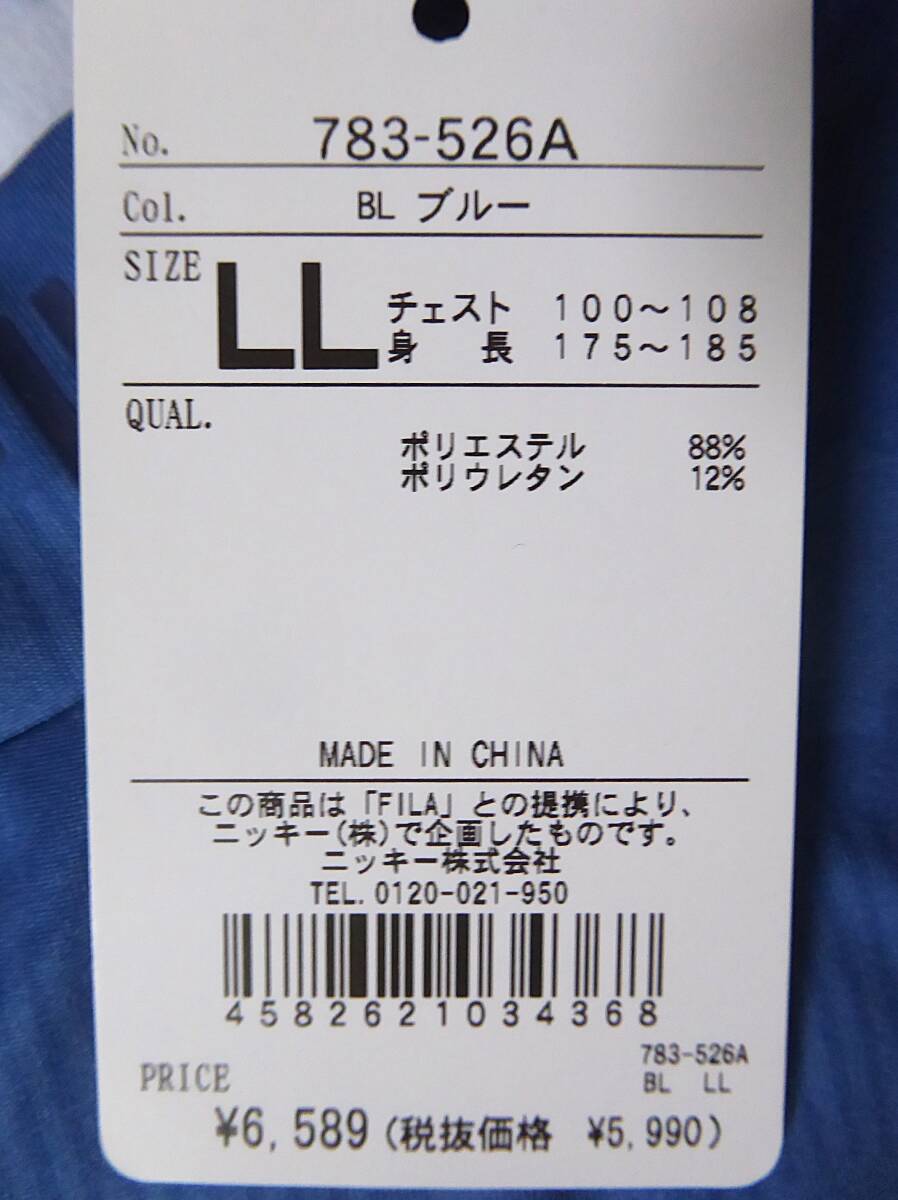 No. 783-526A
Col. BL ブルー
SIZE LL チェスト 100～108
身長 175～185
QUAL.
ポリエステル 88%
ポリウレタン 12%
MADE IN CHINA
この商品は「FILA」との提携により、
ニッキー(株)で企画したものです。
ニッキー株式会社
TEL.0120-021-950
4582621034368
783-526A
BL LL
PRICE
¥6,589(税抜価格 ¥5,990)